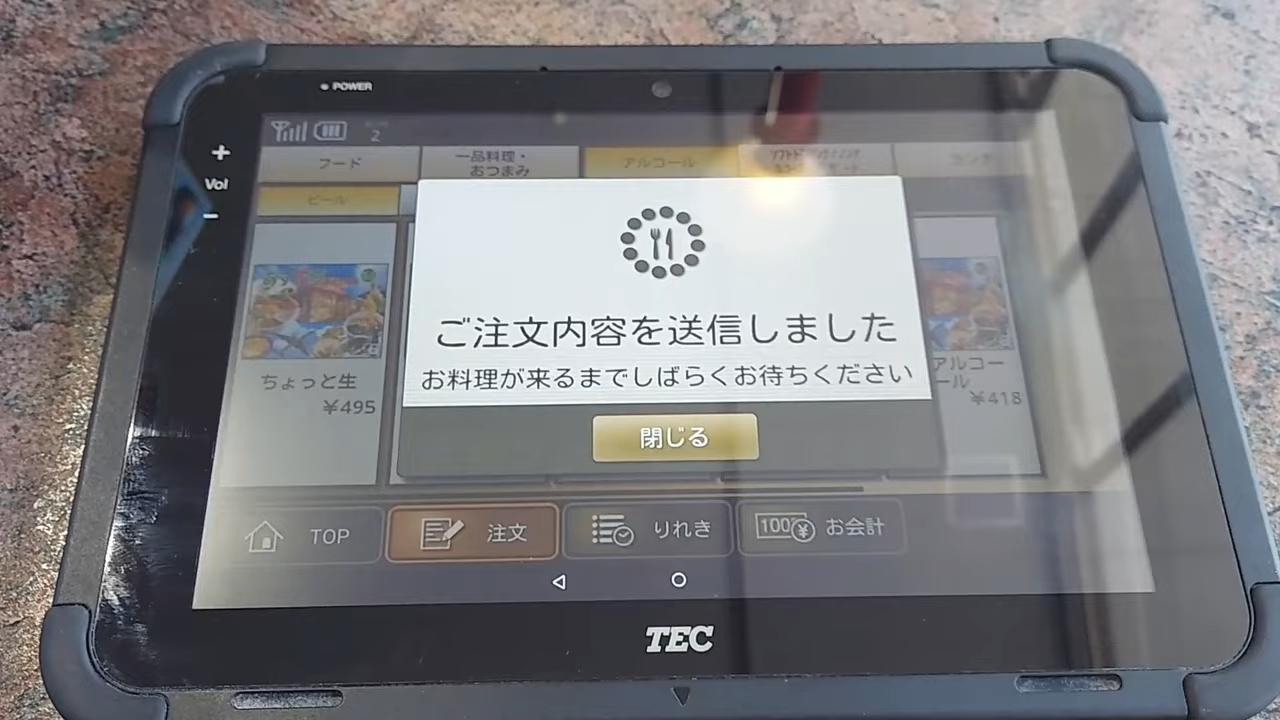 POWER
+
Vol
−
2
フード
一品料理・
おつまみ
アルコール
ビール
ご注文内容を送信しました
お料理が来るまでしばらくお待ちください
閉じる
ちょっと生
¥495
アルコー
ール
¥418
TOP
注文
りれき
100
¥
お会計
TEC